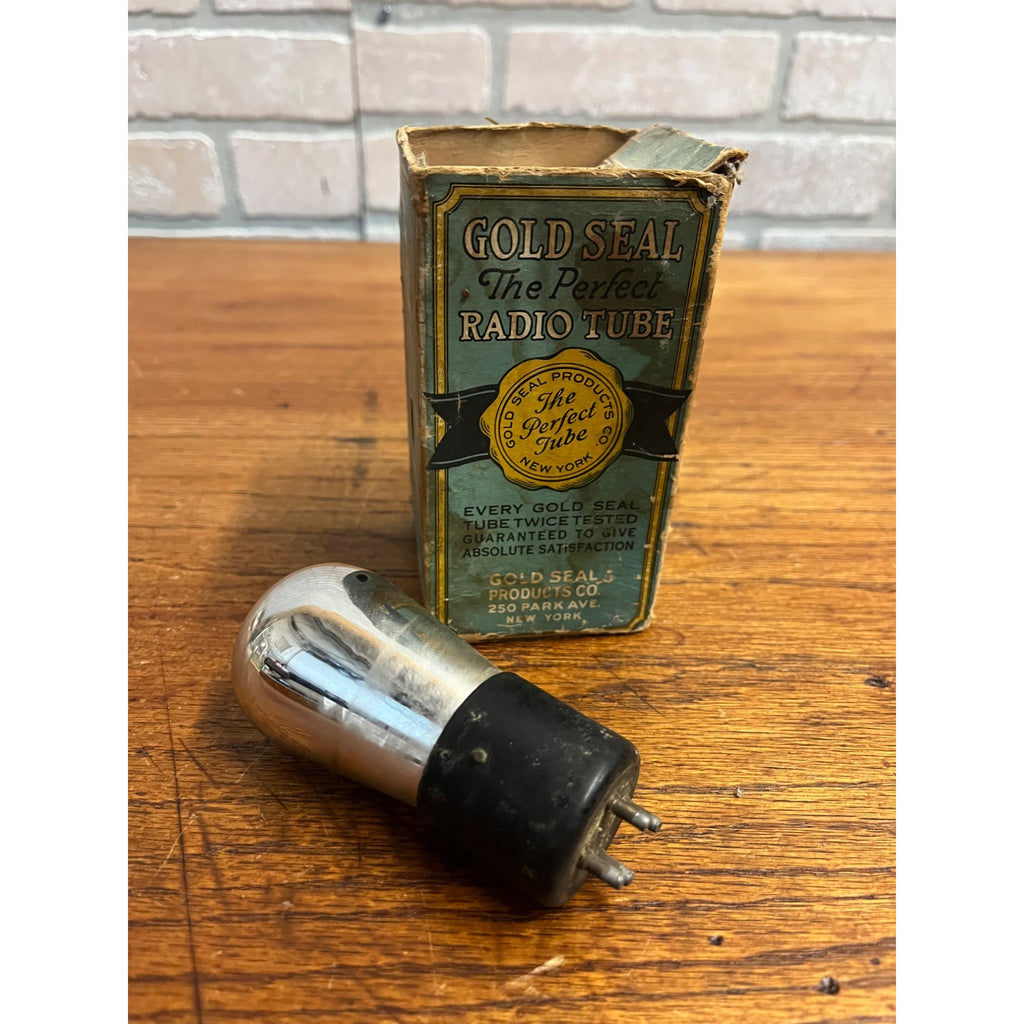 GOLD SEAL
The Perfect
RADIO TUBE
GOLD SEAL PRODUCTS CO.
The
Perfect
Tube
NEW YORK
EVERY GOLD SEAL
TUBE TWICE TESTED
GUARANTEED TO GIVE
ABSOLUTE SATISFACTION
GOLD SEAL
PRODUCTS CO.
250 PARK AVE.
NEW YORK